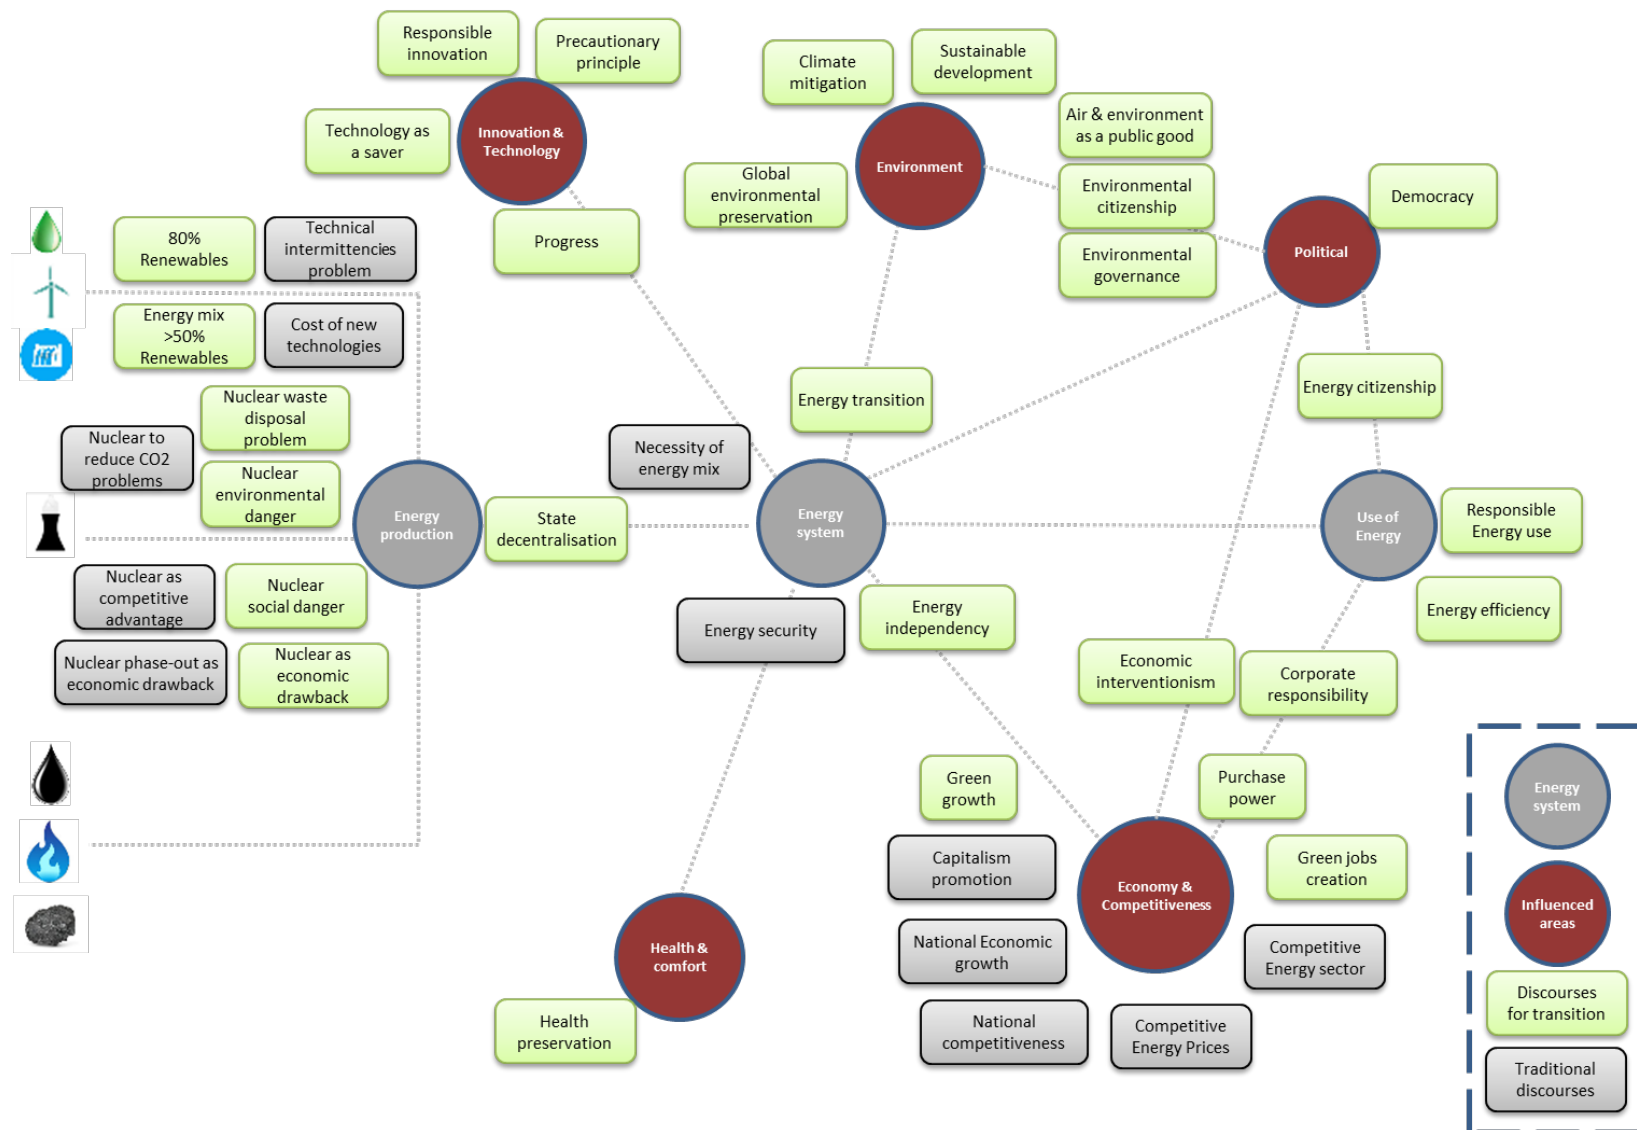 Responsible
innovation
Precautionary
principle
Technology as
a saver
Innovation &
Technology
Progress
Climate
mitigation
Sustainable
development
Global
environmental
preservation
Environment
Air & environment
as a public good
Environmental
citizenship
Environmental
governance
Political
Democracy
80%
Renewables
Technical
intermittencies
problem
Energy mix
>50%
Renewables
Cost of new
technologies
Nuclear waste
disposal
problem
Nuclear to
reduce CO2
problems
Nuclear
environmental
danger
Energy
production
State
decentralisation
Nuclear as
competitive
advantage
Nuclear
social danger
Nuclear phase-out as
economic drawback
Nuclear as
economic
drawback
Energy transition
Necessity of
energy mix
Energy
system
Energy citizenship
Use of
Energy
Responsible
Energy use
Energy efficiency
Energy security
Energy
independency
Economic
interventionism
Corporate
responsibility
Green
growth
Purchase
power
Capitalism
promotion
Green jobs
creation
Economy &
Competitiveness
National Economic
growth
Competitive
Energy sector
National
competitiveness
Competitive
Energy Prices
Health &
comfort
Health
preservation
Energy
system
Influenced
areas
Discourses
for transition
Traditional
discourses